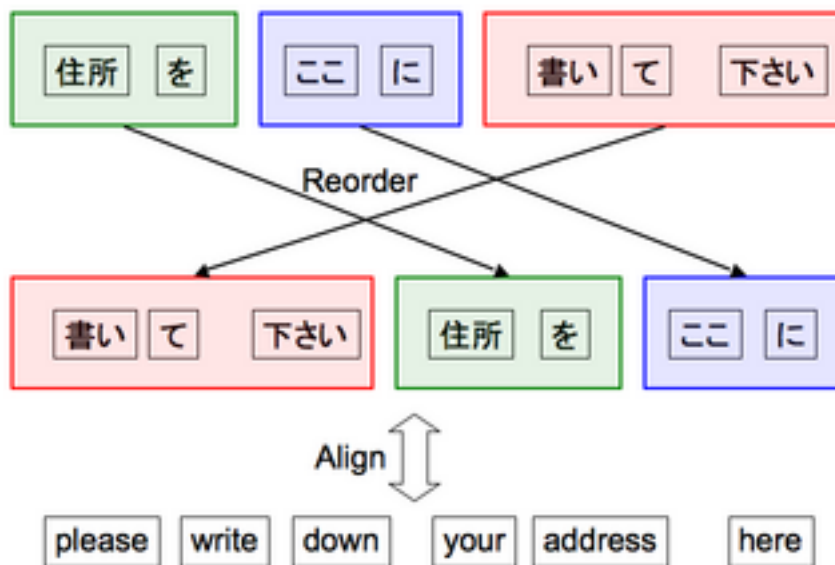 住所 を ここ に 書い て 下さい
Reorder
書い て 下さい 住所 を ここ に
Align
please write down your address here